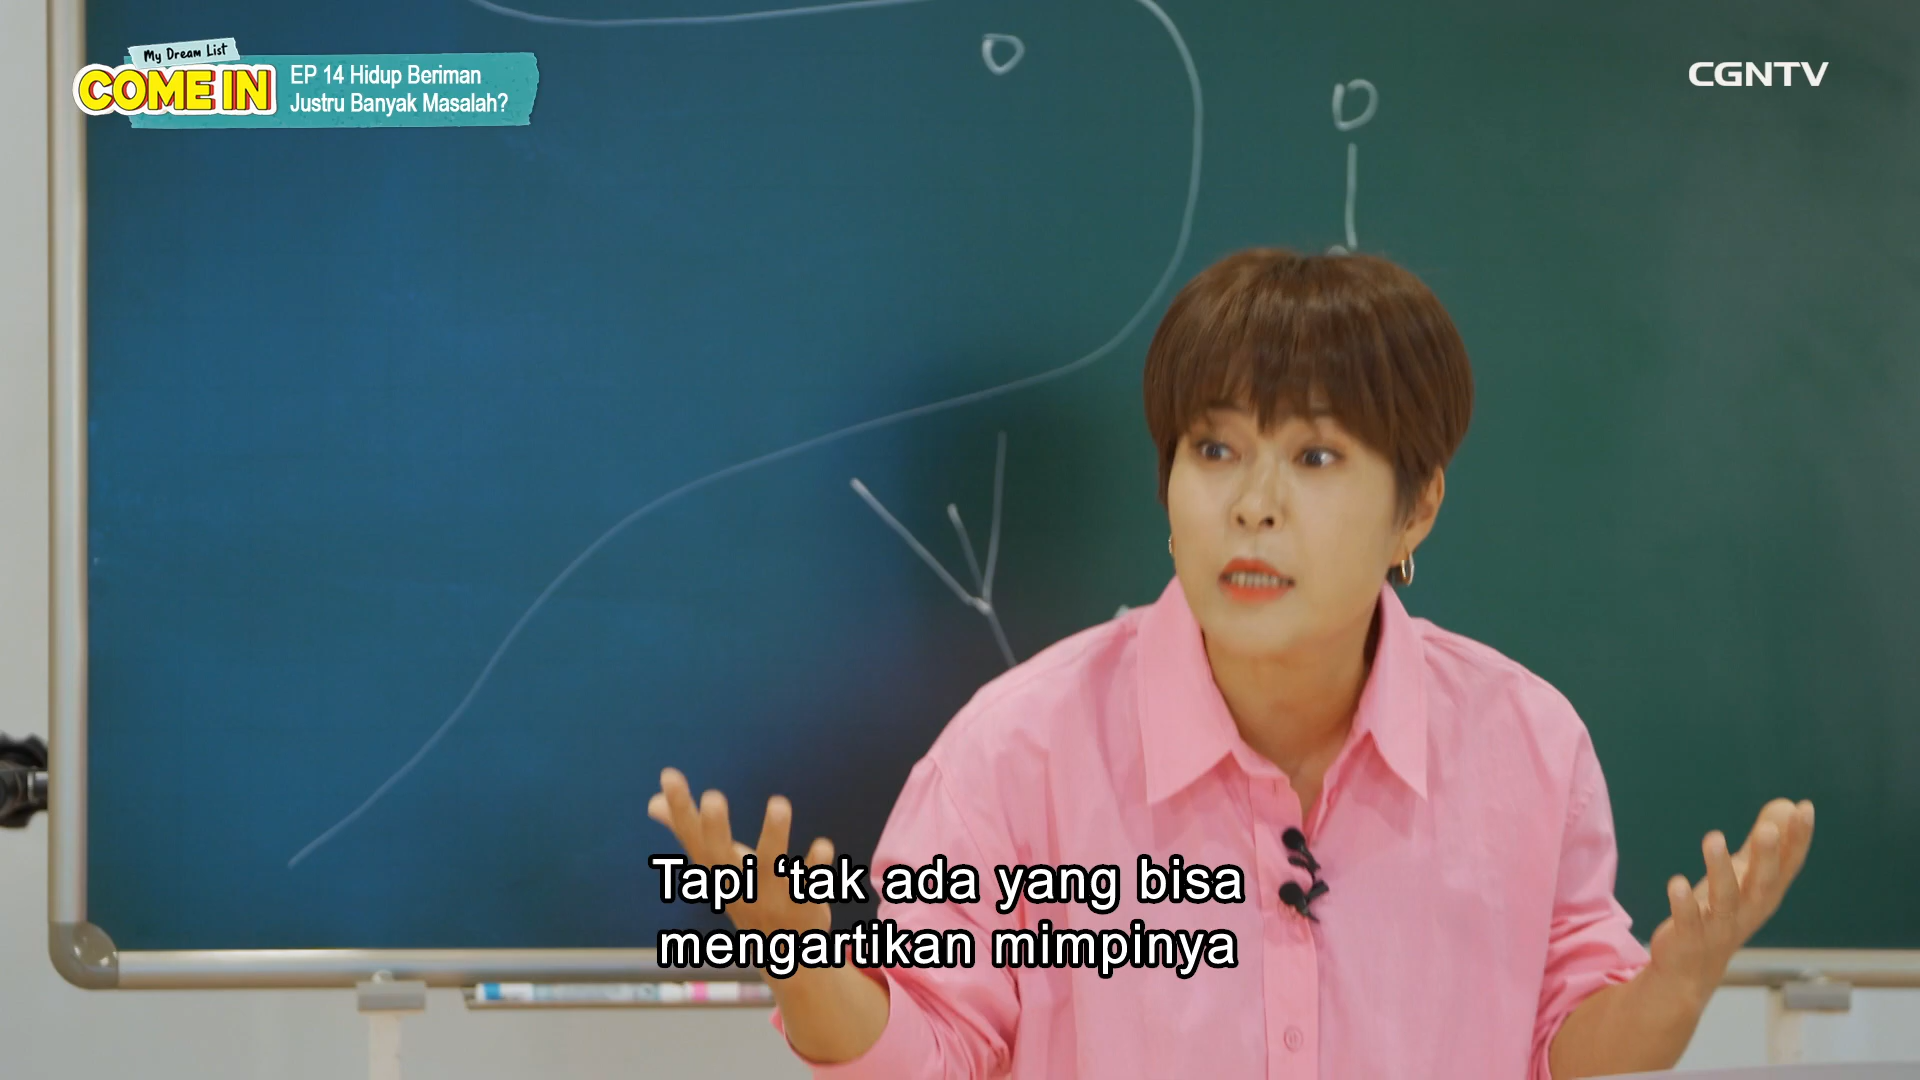 My Dream List
COME IN
EP 14 Hidup Beriman
Justru Banyak Masalah?
CGNTV
Tapi ‘tak ada yang bisa
mengartikan mimpinya